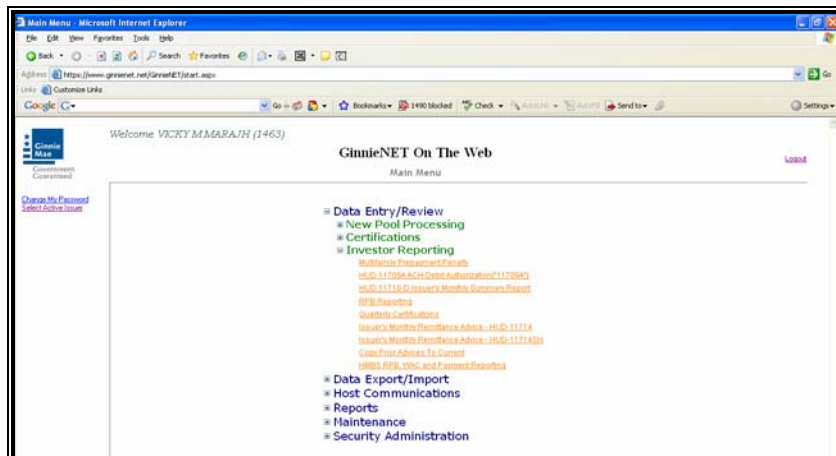 Main Menu - Microsoft Internet Explorer
File Edit View Favorites Tools Help
Back Search Favorites
Address https://www.ginnienet.net/GinnieNET/start.aspx Go
Links Customize Links
Google Go Bookmarks 1490 blocked Check AutoLink AutoFill Send to Settings
Ginnie Mae
Government Guaranteed
Welcome VICKY M MARAJH (1463)
GinnieNET On The Web
Logout
Main Menu
Change My Password
Select Active Issuer
Data Entry/Review
New Pool Processing
Certifications
Investor Reporting
Multifamily Prepayment Penalty
HUD 11709A ACH Debit Authorization("11709A")
HUD 11710-D Issuer's Monthly Summary Report
RPB Reporting
Quarterly Certifications
Issuer's Monthly Remittance Advice - HUD-11714
Issuer's Monthly Remittance Advice - HUD-11714SN
Copy Prior Advices To Current
HMBS RPB, WAC and Payment Reporting
Data Export/Import
Host Communications
Reports
Maintenance
Security Administration